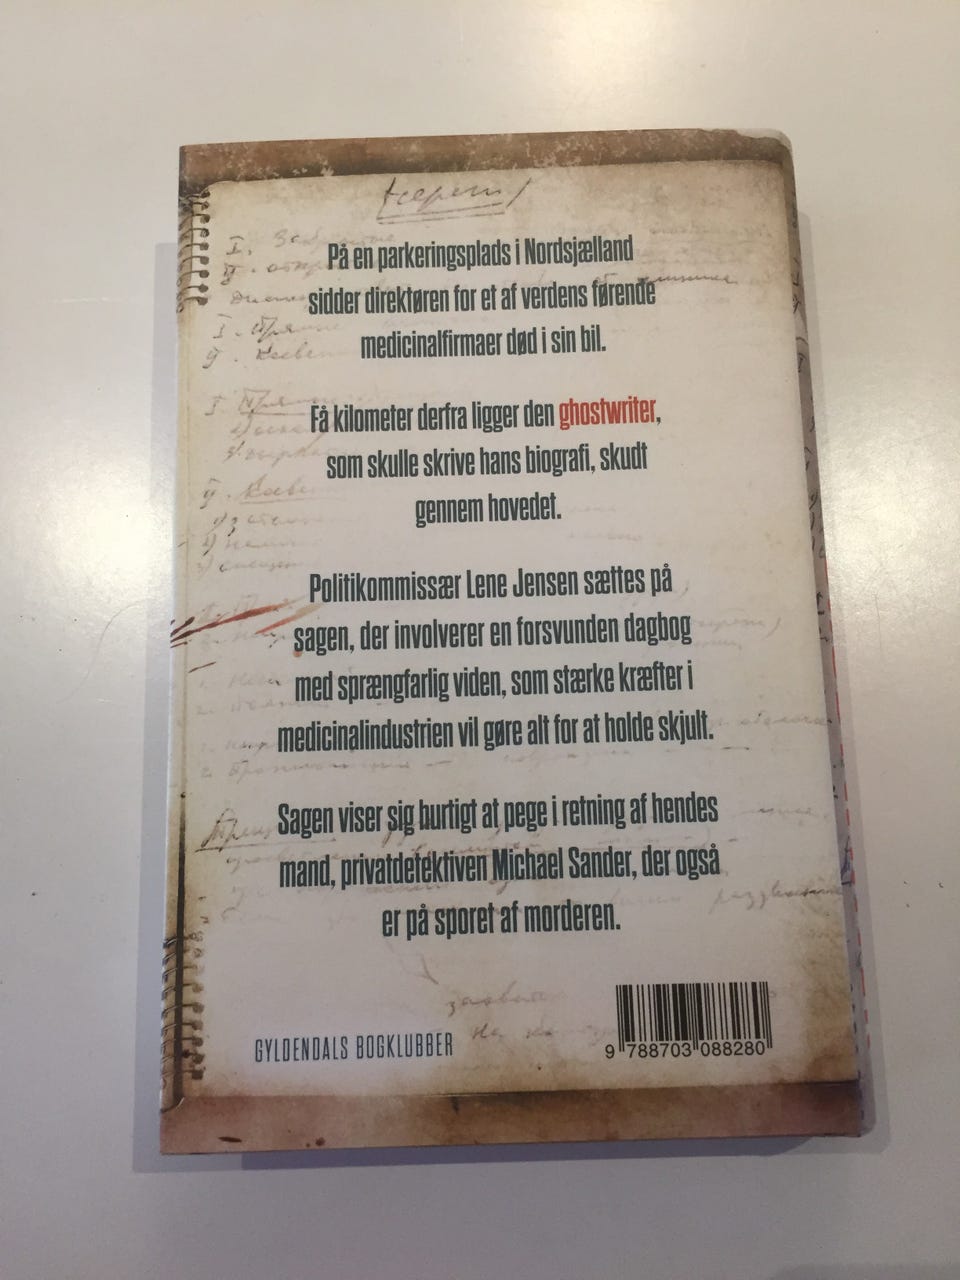 På en parkeringsplads i Nordsjælland
sidder direktøren for et af verdens førende
medicinalfirmaer død i sin bil.
Få kilometer derfra ligger den ghostwriter,
som skulle skrive hans biografi, skudt
gennem hovedet.
Politikommissær Lene Jensen sættes på
sagen, der involverer en forsvunden dagbog
med sprængfarlig viden, som stærke kræfter i
medicinalindustrien vil gøre alt for at holde skjult.
Sagen viser sig hurtigt at pege i retning af hendes
mand, privatdetektiven Michael Sander, der også
er på sporet af morderen.
GYLDENDALS BOGKLUBBER
9 788703 088280